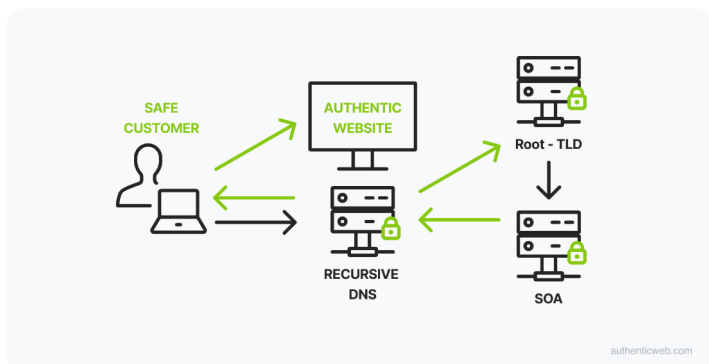 SAFE
CUSTOMER
AUTHENTIC
WEBSITE
Root - TLD
RECURSIVE
DNS
SOA
authenticweb.com